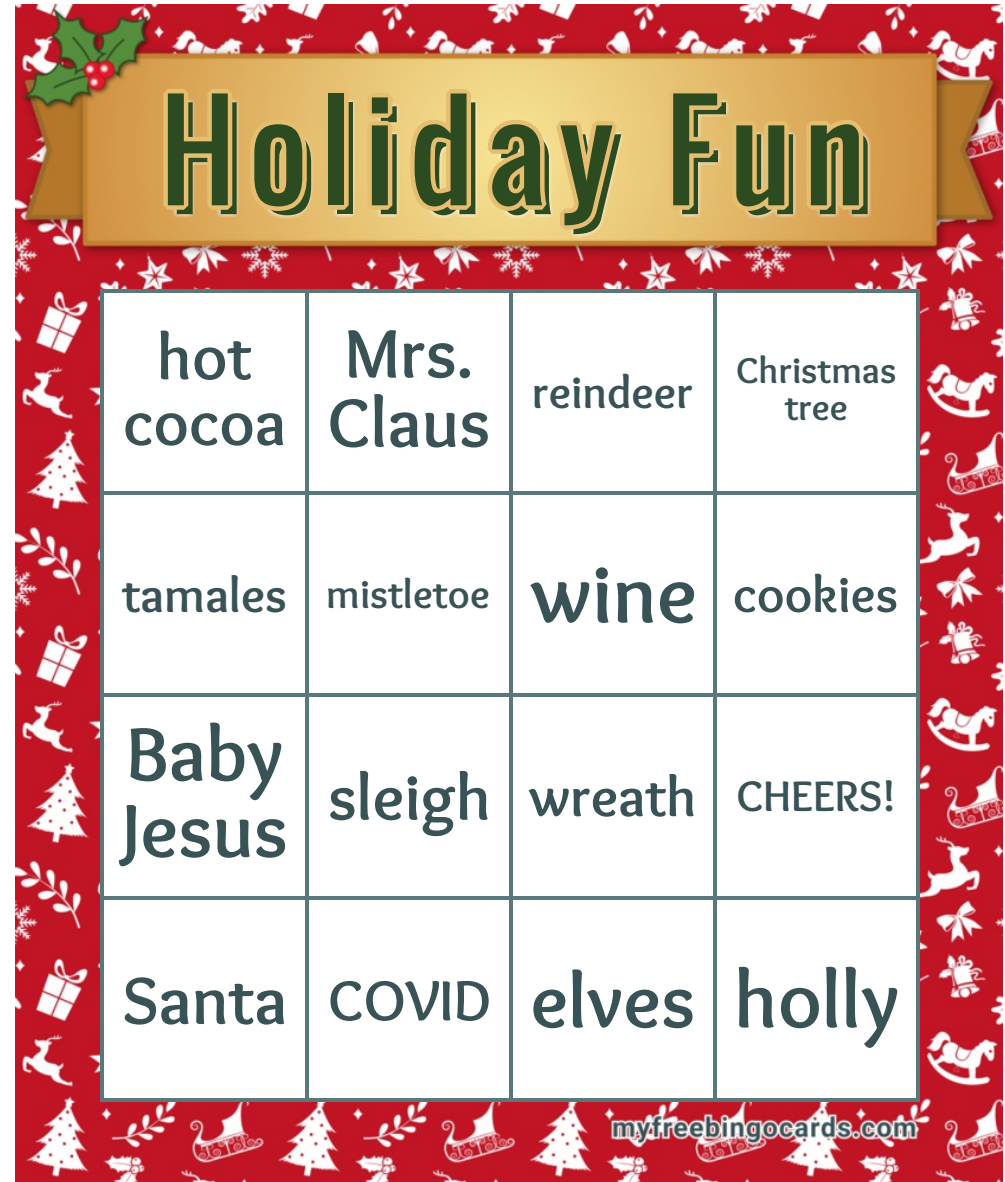 Holiday Fun
hot
cocoa
Mrs.
Claus
reindeer
Christmas
tree
tamales
mistletoe
wine
cookies
Baby
Jesus
sleigh
wreath
CHEERS!
Santa
COVID
elves
holly
myfreebingocards.com